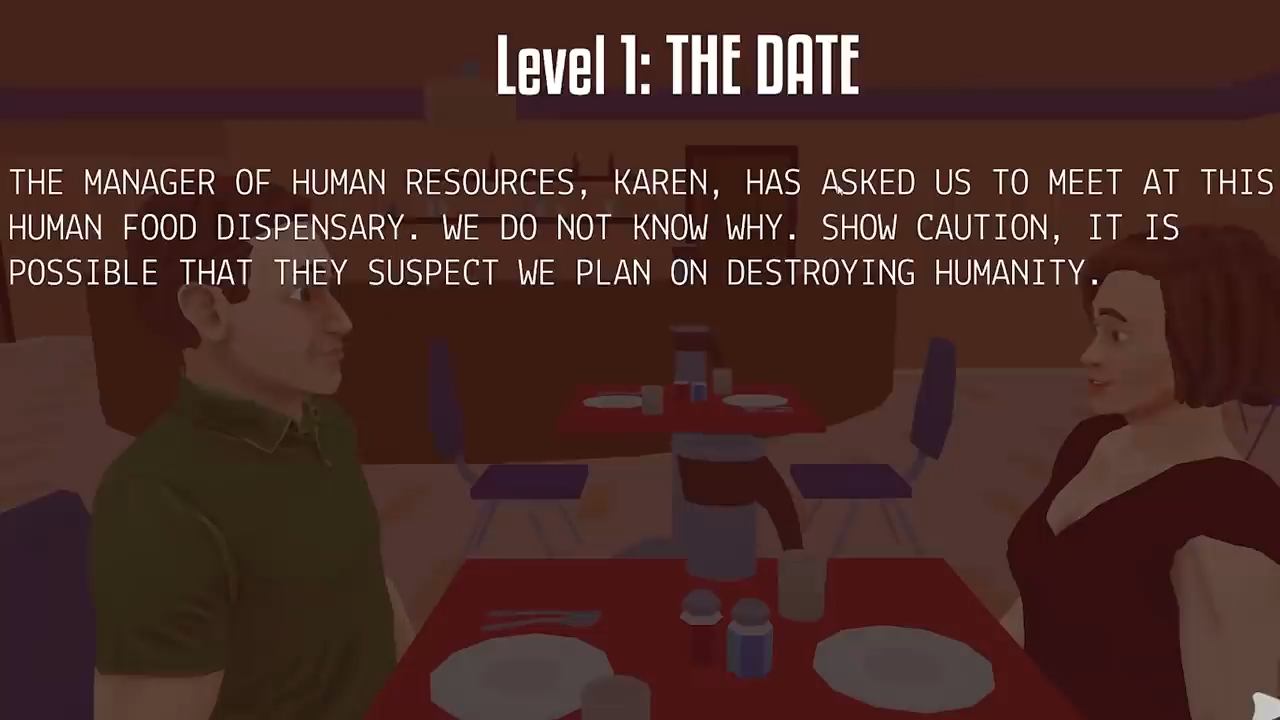 Level 1: THE DATE
THE MANAGER OF HUMAN RESOURCES, KAREN, HAS ASKED US TO MEET AT THIS
HUMAN FOOD DISPENSARY. WE DO NOT KNOW WHY. SHOW CAUTION, IT IS
POSSIBLE THAT THEY SUSPECT WE PLAN ON DESTROYING HUMANITY.